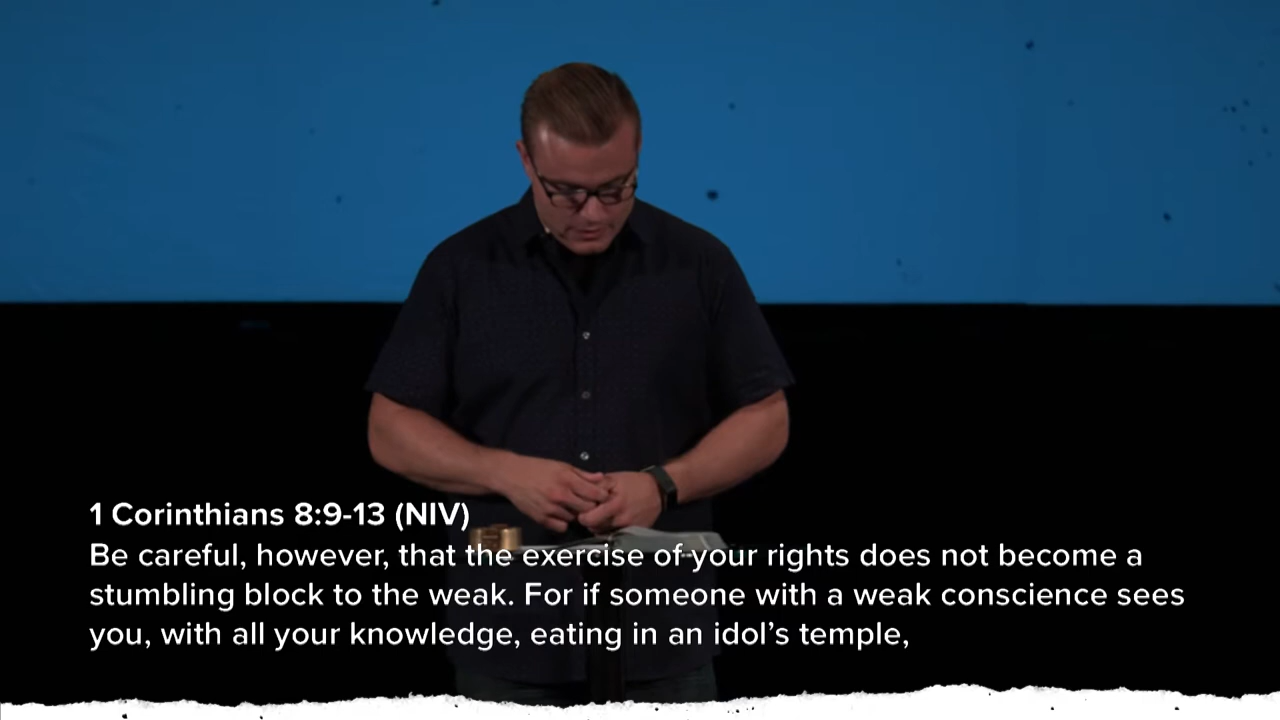 1 Corinthians 8:9-13 (NIV)
Be careful, however, that the exercise of your rights does not become a
stumbling block to the weak. For if someone with a weak conscience sees
you, with all your knowledge, eating in an idol’s temple,